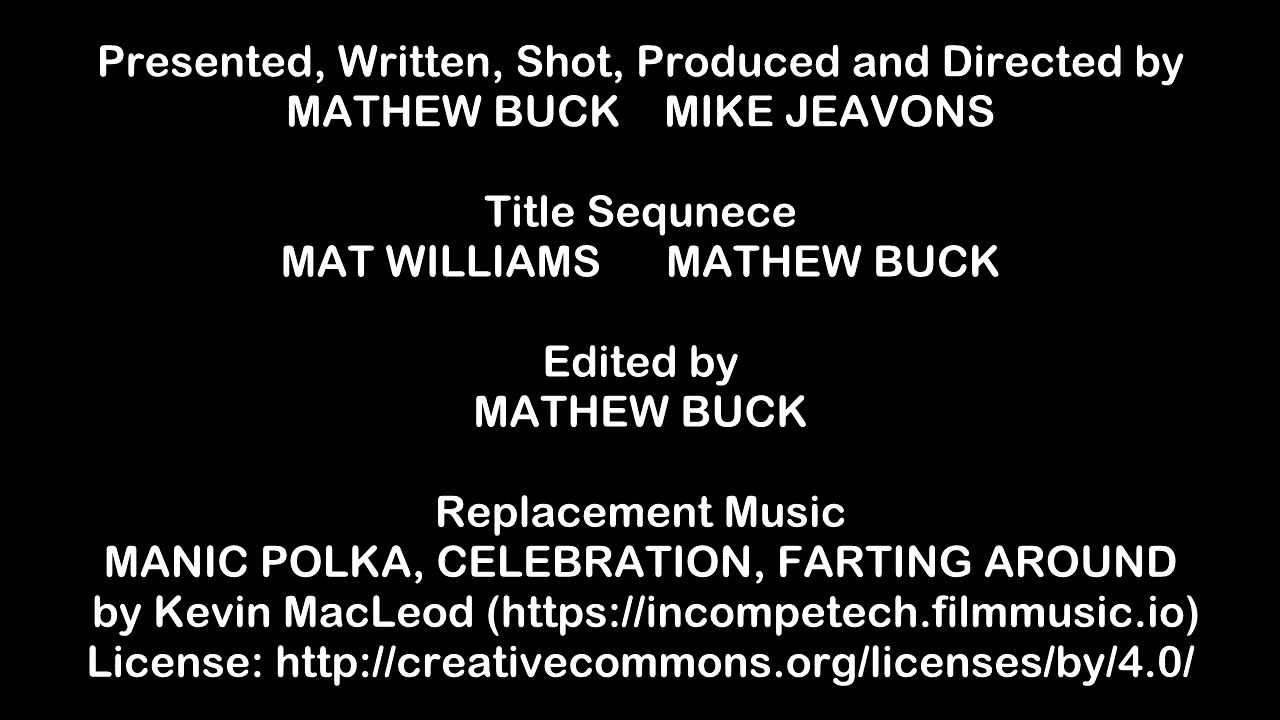 Presented, Written, Shot, Produced and Directed by
MATHEW BUCK MIKE JEAVONS
Title Sequnece
MAT WILLIAMS MATHEW BUCK
Edited by
MATHEW BUCK
Replacement Music
MANIC POLKA, CELEBRATION, FARTING AROUND
by Kevin MacLeod (https://incompetech.filmmusic.io)
License: http://creativecommons.org/licenses/by/4.0/